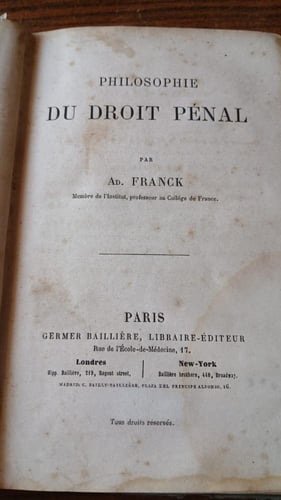 PHILOSOPHIE
DU DROIT PÉNAL
PAR
AD. FRANCK
Membre de l'Institut, professeur au Collége de France.
PARIS
GERMER BAILLIÈRE, LIBRAIRE-ÉDITEUR
Rue de l'École-de-Médecine, 17.
Londres
Hipp. Baillière, 219, Regent street,
New-York
Baillière brothers, 440, Broadway.
MADRID, C. BAILLY-BAILLIÈRE, PLAZA DEL PRINCIPE ALFONSO, 16.
Tous droits réservés.